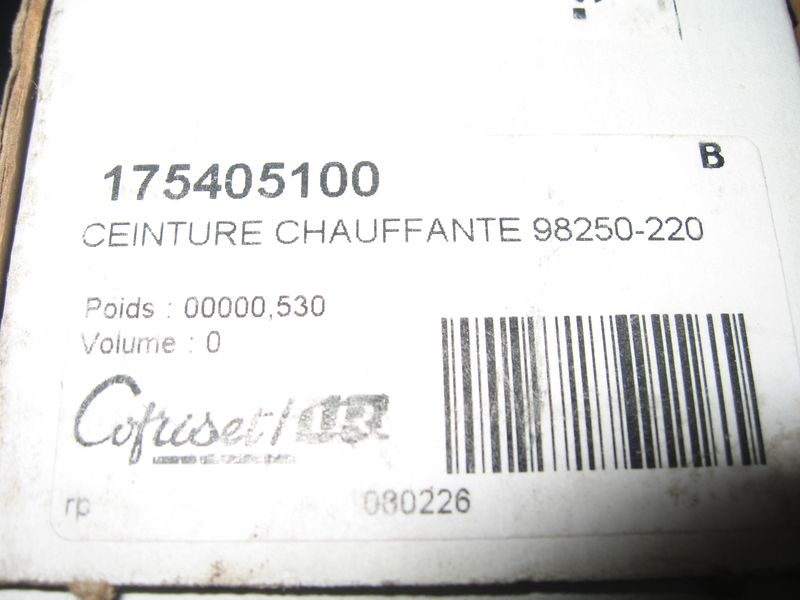 B
175405100
CEINTURE CHAUFFANTE 98250-220
Poids : 00000,530
Volume : 0
Cofriset/
rp
080226